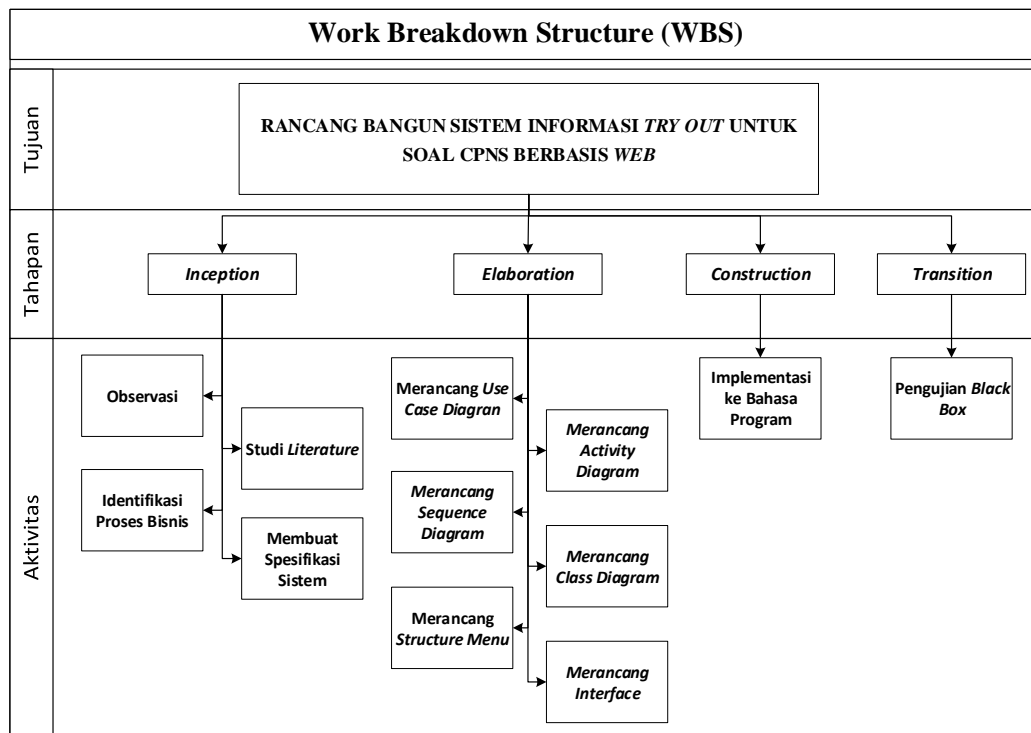 Work Breakdown Structure (WBS)
Tujuan
RANCANG BANGUN SISTEM INFORMASI TRY OUT UNTUK
SOAL CPNS BERBASIS WEB
Tahapan
Inception
Elaboration
Construction
Transition
Aktivitas
Observasi
Studi Literature
Identifikasi
Proses Bisnis
Membuat
Spesifikasi
Sistem
Merancang Use
Case Diagran
Merancang
Activity
Diagram
Merancang
Sequence
Diagram
Merancang
Class Diagram
Merancang
Structure Menu
Merancang
Interface
Implementasi
ke Bahasa
Program
Pengujian Black
Box